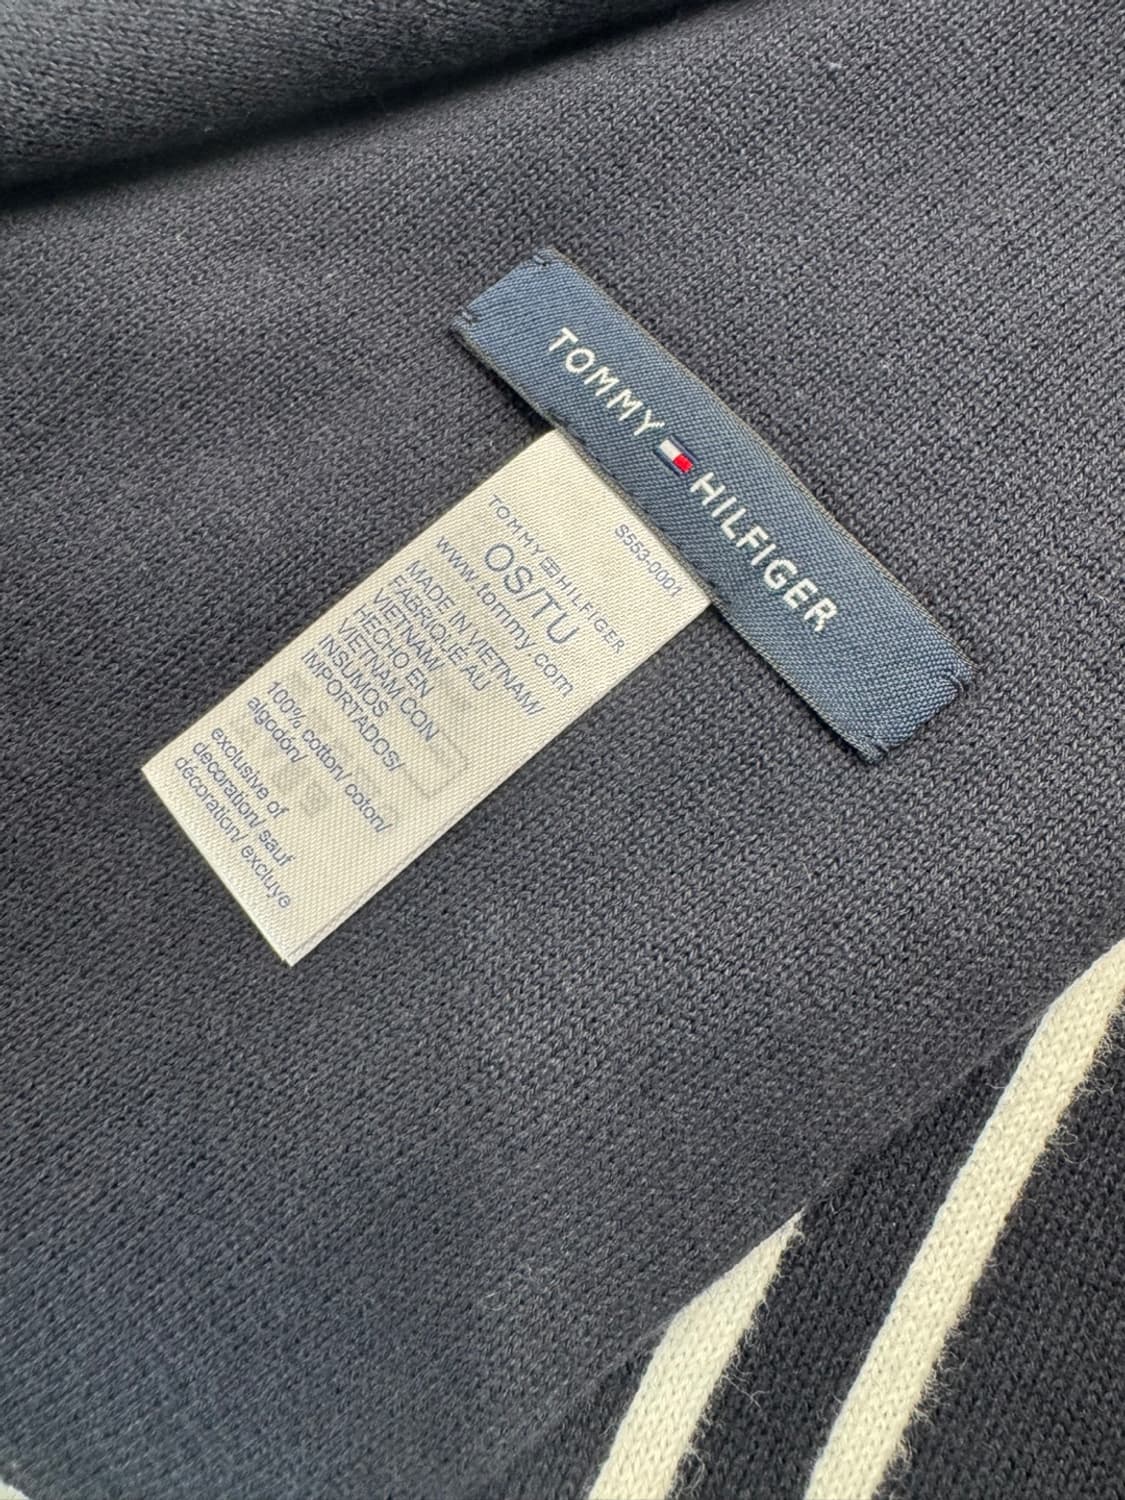 TOMMY HILFIGER
S553-0001
TOMMY HILFIGER
OS/TU
www.tommy.com
MADE IN VIETNAM/
FABRIQUÉ AU
VIETNAM/
HECHO EN
VIETNAM CON
INSUMOS
IMPORTADOS/
100% cotton/ coton/
algodón/
exclusive of
decoration/ sauf
décoration/ excluye